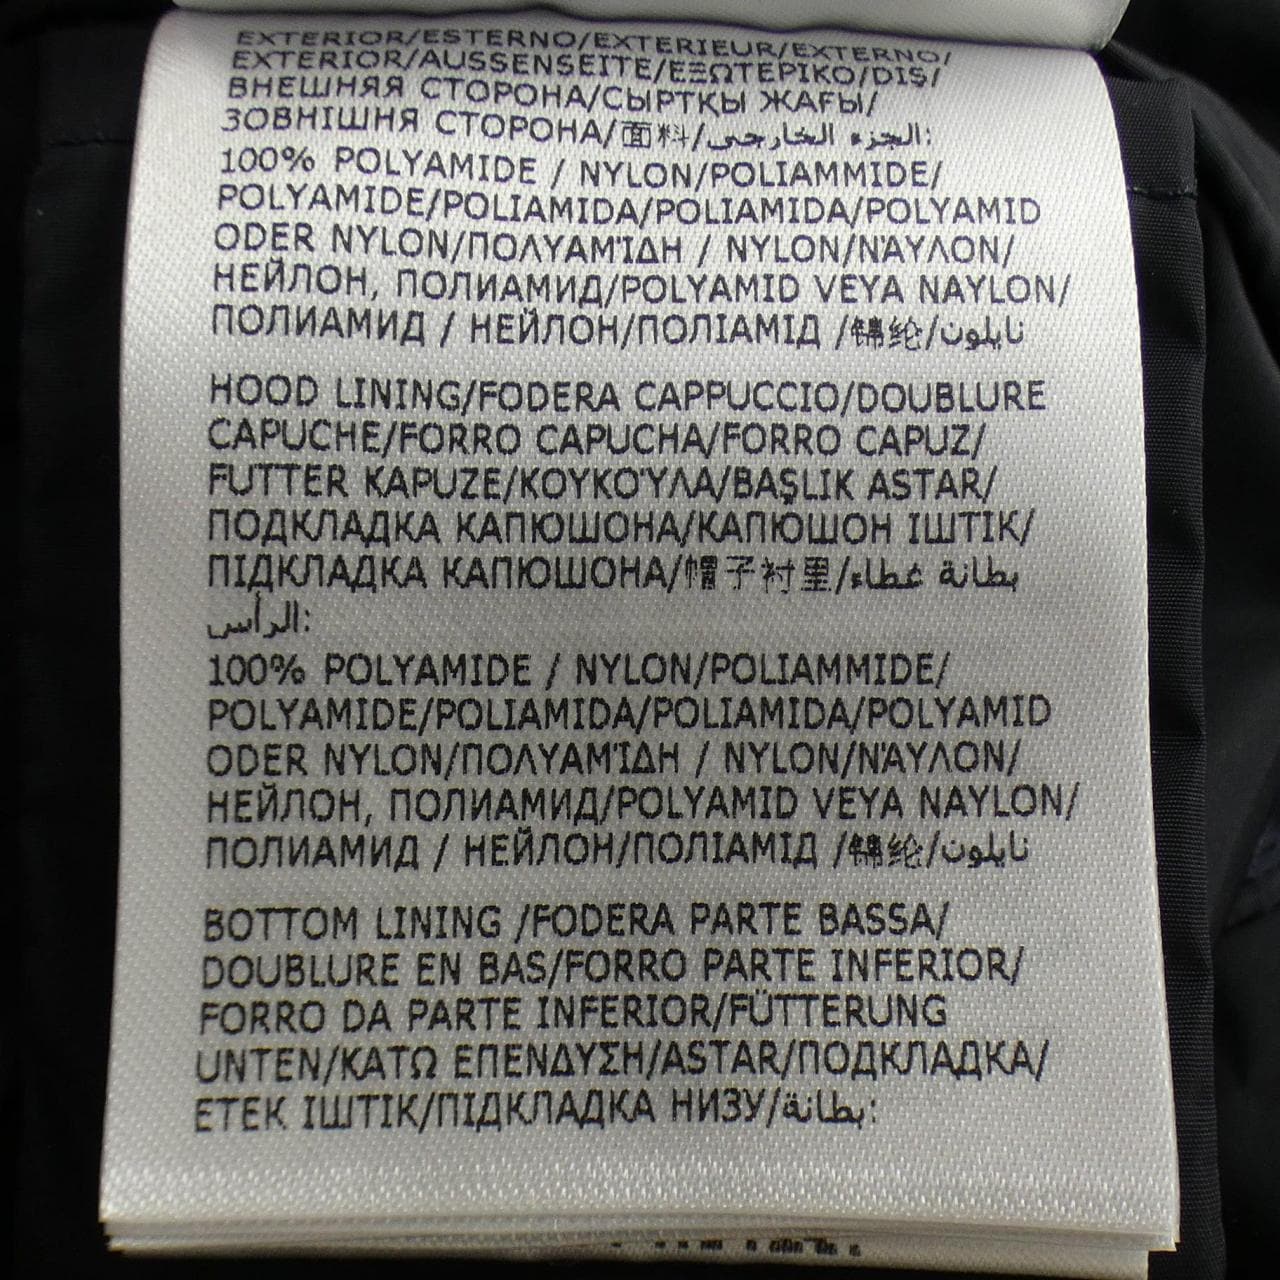 EXTERIOR/ESTERNO/EXTERIEUR/EXTERNO/
EXTERIOR/AUSSENSEITE/ΕΞΩΤΕΡΙΚΟ/DIŞ/
ВНЕШНЯЯ СТОРОНА/СЫРТҚЫ ЖАҒЫ/
ЗОВНІШНЯ СТОРОНА/面料/الجزء الخارجي:
100% POLYAMIDE / NYLON/POLIAMMIDE/
POLYAMIDE/POLIAMIDA/POLIAMIDA/POLYAMID
ODER NYLON/ΠΟΛΥΑΜΊΔΗ / NYLON/ΝΆΥΛΟΝ/
НЕЙЛОН, ПОЛИАМИД/POLYAMID VEYA NAYLON/
ПОЛИАМИД / НЕЙЛОН/ПОЛІАМІД /锦纶/نايلون
HOOD LINING/FODERA CAPPUCCIO/DOUBLURE
CAPUCHE/FORRO CAPUCHA/FORRO CAPUZ/
FUTTER KAPUZE/ΚΟΥΚΟΎΛΑ/BAŞLIK ASTAR/
ПОДКЛАДКА КАПЮШОНА/КАПЮШОН ІШТІК/
ПІДКЛАДКА КАПЮШОНА/帽子衬里/بطانة غطاء
الرأس:
100% POLYAMIDE / NYLON/POLIAMMIDE/
POLYAMIDE/POLIAMIDA/POLIAMIDA/POLYAMID
ODER NYLON/ΠΟΛΥΑΜΊΔΗ / NYLON/ΝΆΥΛΟΝ/
НЕЙЛОН, ПОЛИАМИД/POLYAMID VEYA NAYLON/
ПОЛИАМИД / НЕЙЛОН/ПОЛІАМІД /锦纶/نايلون
BOTTOM LINING /FODERA PARTE BASSA/
DOUBLURE EN BAS/FORRO PARTE INFERIOR/
FORRO DA PARTE INFERIOR/FÜTTERUNG
UNTEN/ΚΑΤΩ ΕΠΕΝΔΥΣΗ/ASTAR/ПОДКЛАДКА/
ЕТЕК ІШТІК/ПІДКЛАДКА НИЗУ/بطانة: